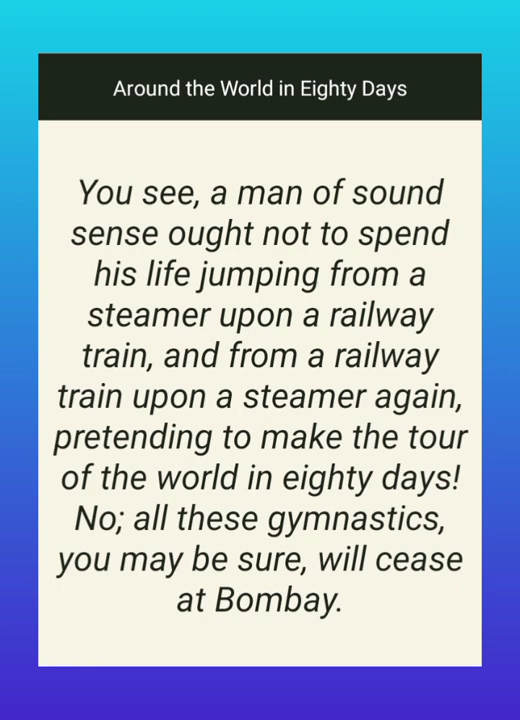 Around the World in Eighty Days
You see, a man of sound
sense ought not to spend
his life jumping from a
steamer upon a railway
train, and from a railway
train upon a steamer again,
pretending to make the tour
of the world in eighty days!
No; all these gymnastics,
you may be sure, will cease
at Bombay.